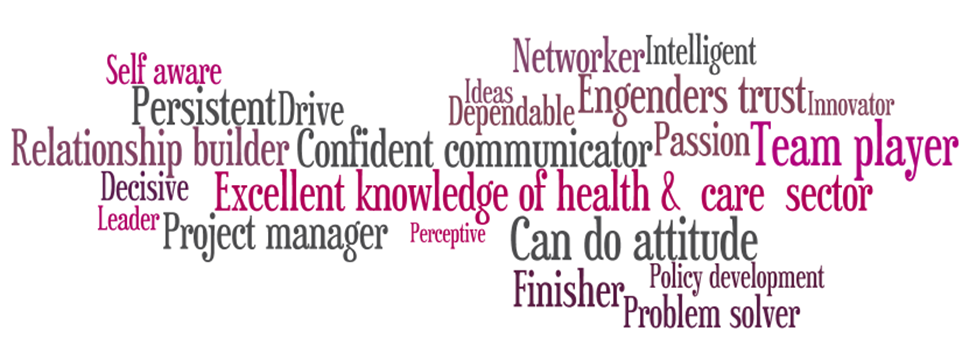 Networker Intelligent
Self aware
Ideas
Persistent Drive Dependable Engenders trust Innovator
Relationship builder Confident communicator Passion Team player
Decisive Excellent knowledge of health & care sector
Leader Project manager Perceptive Can do attitude
Finisher Policy development
Problem solver